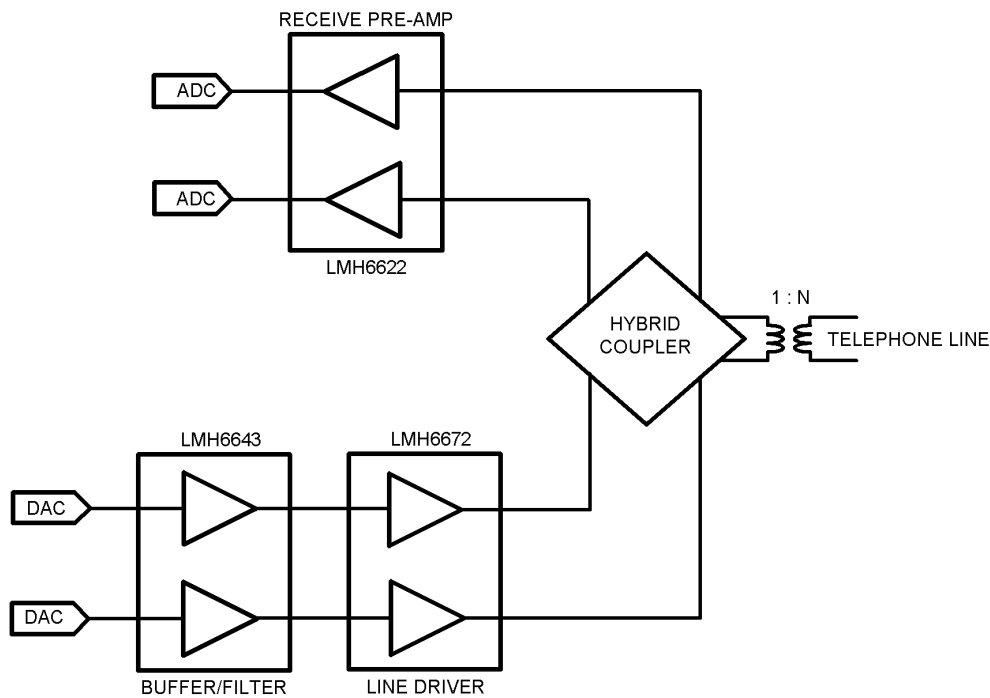 RECEIVE PRE-AMP
ADC
ADC
LMH6622
1 : N
HYBRID
COUPLER
TELEPHONE LINE
LMH6643
LMH6672
DAC
DAC
BUFFER/FILTER
LINE DRIVER